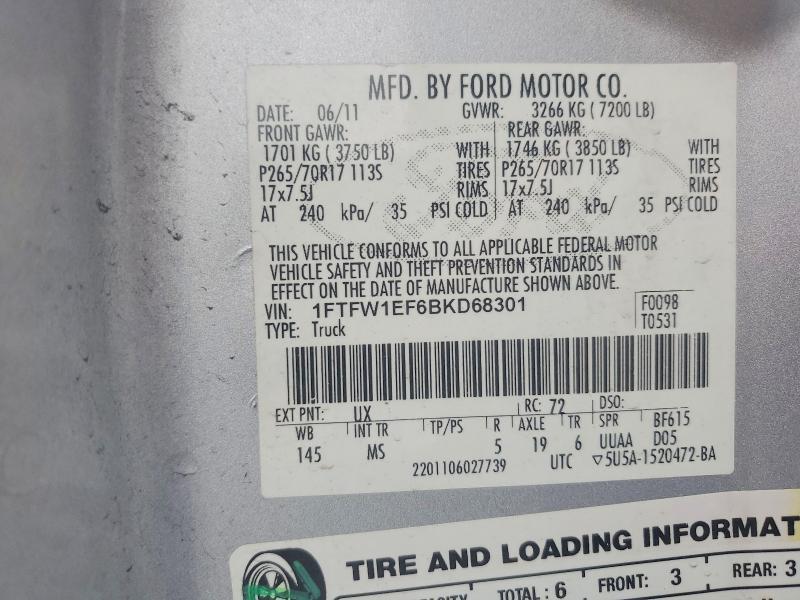 MFD. BY FORD MOTOR CO.
DATE: 06/11 GVWR: 3266 KG ( 7200 LB)
FRONT GAWR: REAR GAWR:
1701 KG ( 3750 LB) WITH 1746 KG ( 3850 LB) WITH
P265/70R17 113S TIRES P265/70R17 113S TIRES
17x7.5J RIMS 17x7.5J RIMS
AT 240 kPa/ 35 PSI COLD AT 240 kPa/ 35 PSI COLD
THIS VEHICLE CONFORMS TO ALL APPLICABLE FEDERAL MOTOR
VEHICLE SAFETY AND THEFT PREVENTION STANDARDS IN
EFFECT ON THE DATE OF MANUFACTURE SHOWN ABOVE.
VIN: 1FTFW1EF6BKD68301 F0098
TYPE: Truck T0531
EXT PNT: UX RC: 72 DSO:
WB INT TR TP/PS R AXLE TR SPR BF615
145 MS 5 19 6 UUAA D05
2201106027739 UTC ▽5U5A-1520472-BA
TIRE AND LOADING INFORMAT
TOTAL : 6 FRONT: 3 REAR: 3